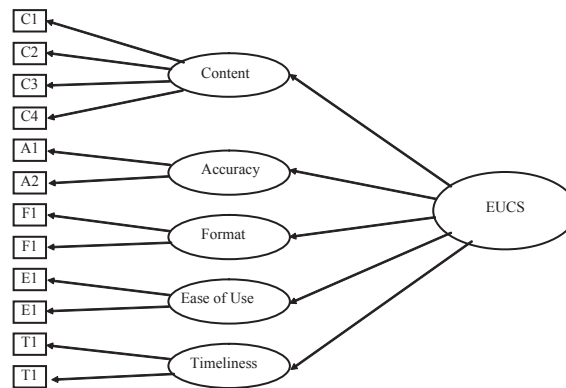 C1
C2
C3
C4
A1
A2
F1
F1
E1
E1
T1
T1
Content
Accuracy
Format
Ease of Use
Timeliness
EUCS